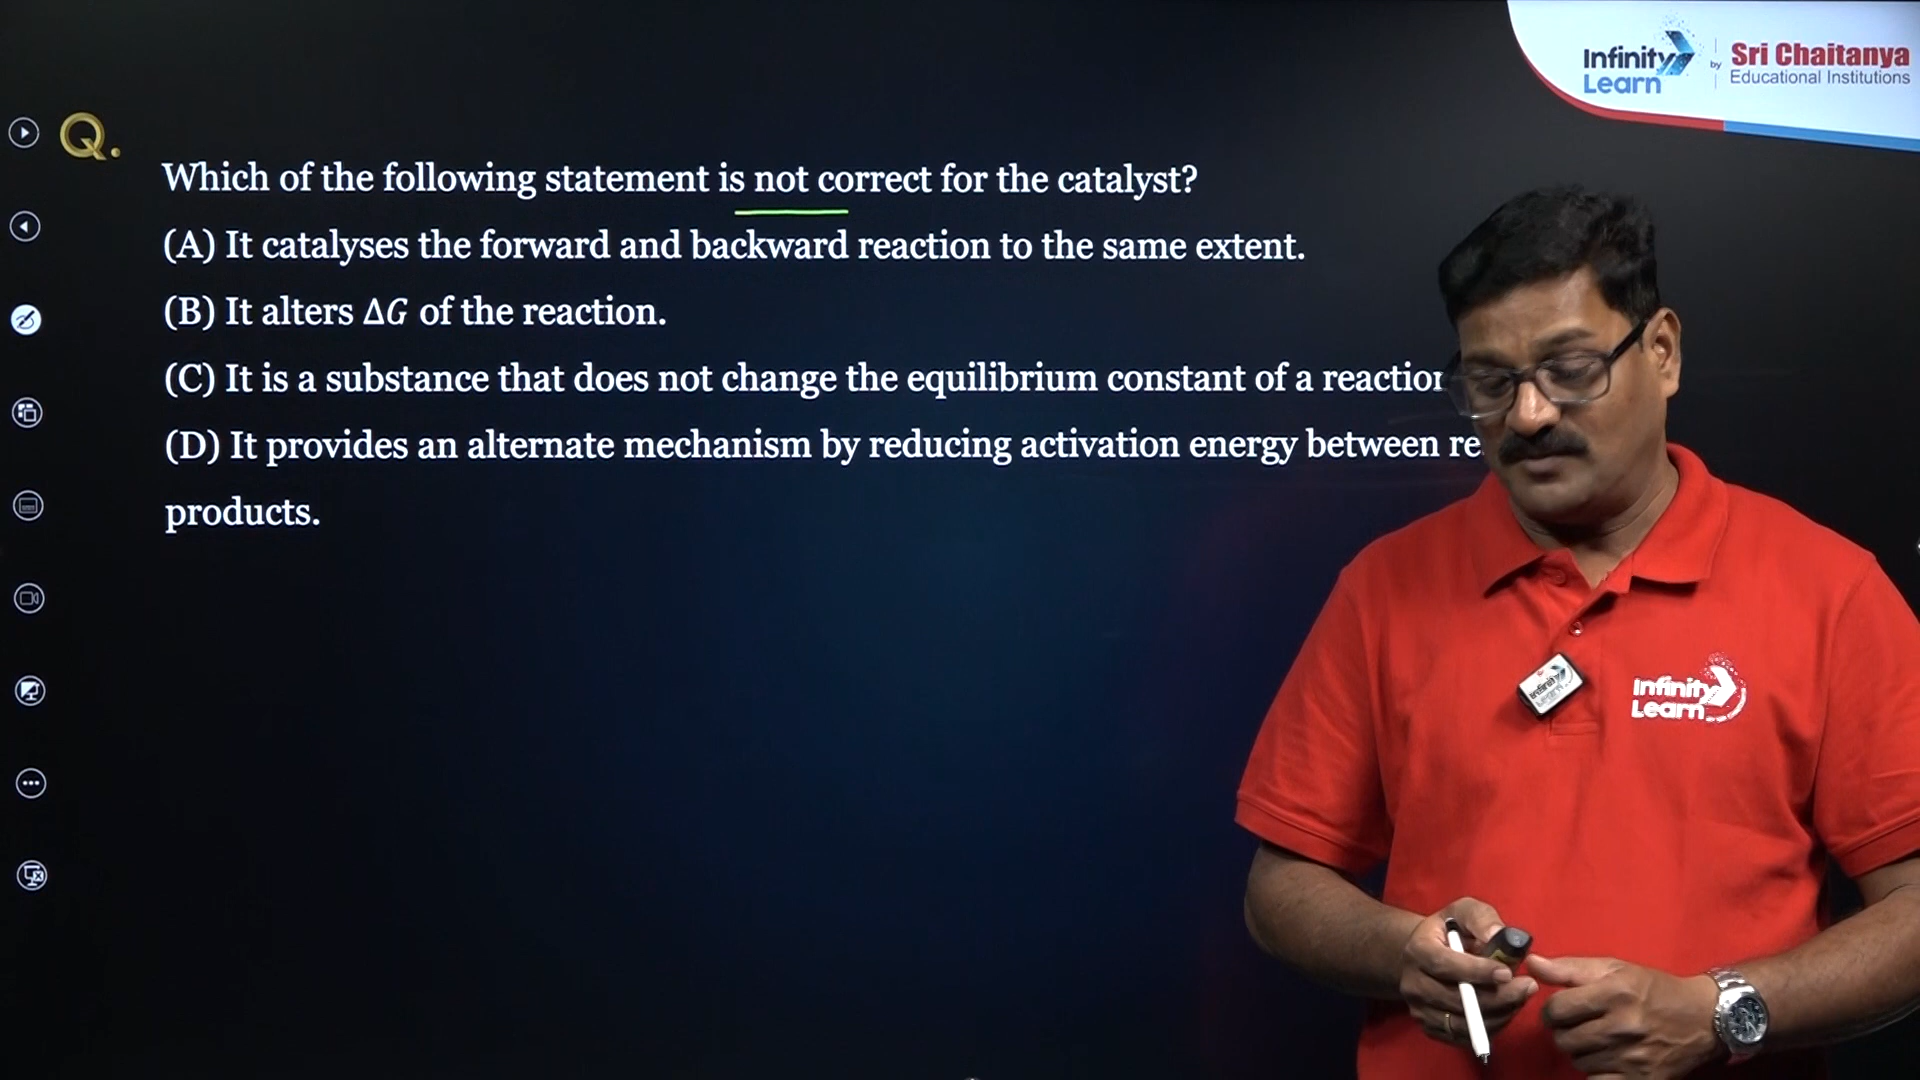 Infinity Learn by Sri Chaitanya Educational Institutions
Q.
Which of the following statement is not correct for the catalyst?
(A) It catalyses the forward and backward reaction to the same extent.
(B) It alters ΔG of the reaction.
(C) It is a substance that does not change the equilibrium constant of a
(D) It provides an alternate mechanism by reducing activation energy between
products.
Infinity Learn